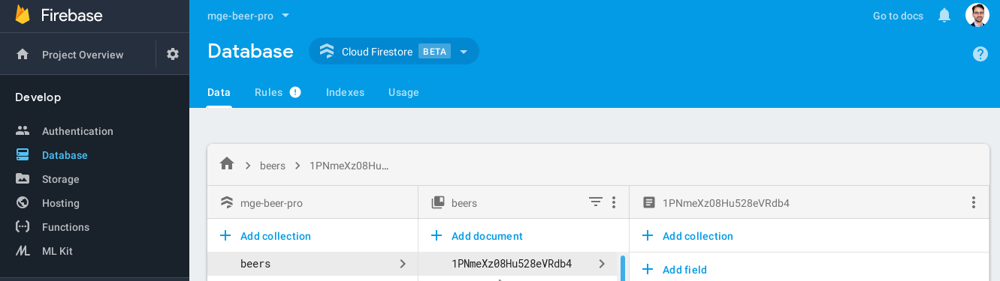 Firebase
mge-beer-pro
Go to docs
Project Overview
Database
Cloud Firestore BETA
Data
Rules
Indexes
Usage
Develop
Authentication
Database
Storage
Hosting
Functions
ML Kit
beers
1PNmeXz08Hu...
mge-beer-pro
beers
1PNmeXz08Hu528eVRdb4
Add collection
Add document
Add collection
beers
1PNmeXz08Hu528eVRdb4
Add field